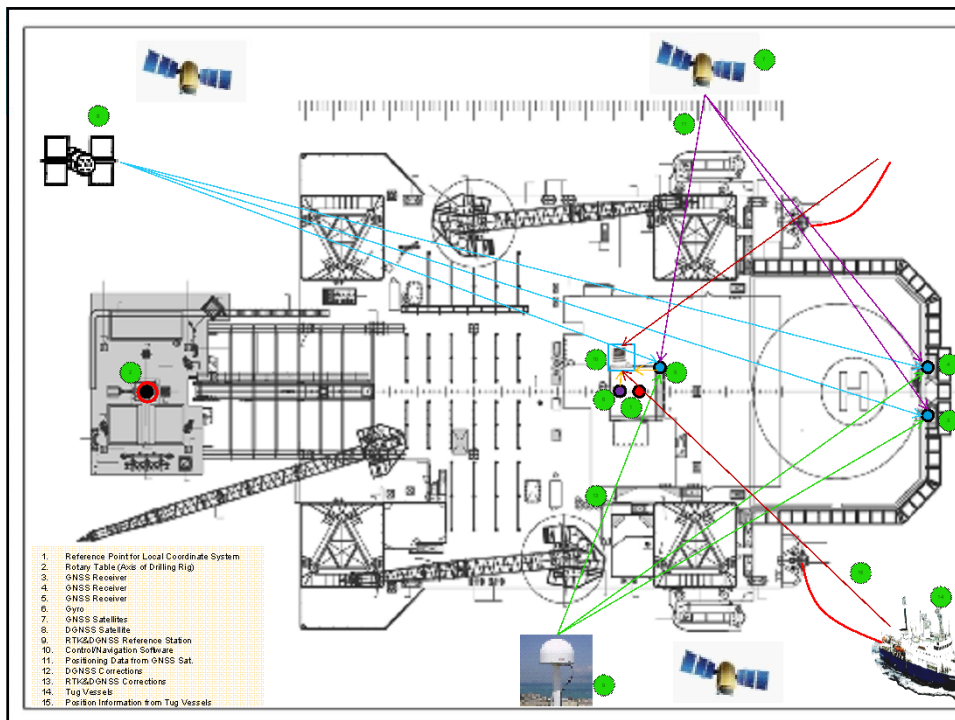 H
1. Reference Point for Local Coordinate System
2. Rotary Table (Axis of Drilling Rig)
3. GNSS Receiver
4. GNSS Receiver
5. GNSS Receiver
6. Gyro
7. GNSS Satellites
8. DGNSS Satellite
9. RTK&DGNSS Reference Station
10. Control/Navigation Software
11. Positioning Data from GNSS Sat.
12. DGNSS Corrections
13. RTK&DGNSS Corrections
14. Tug Vessels
15. Position Information from Tug Vessels